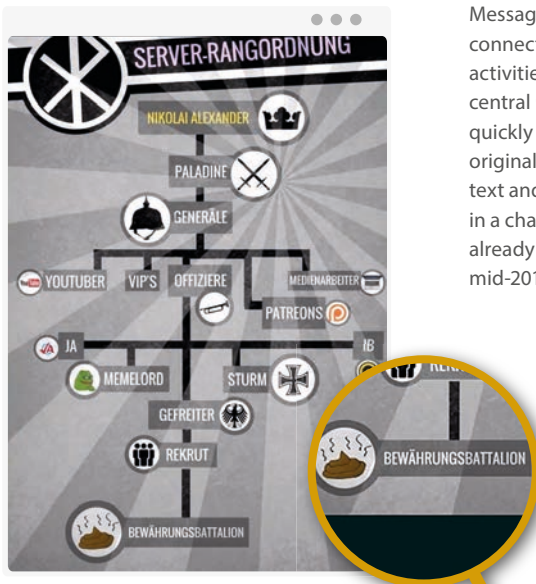 SERVER-RANGORDNUNG
NIKOLAI ALEXANDER
PALADINE
GENERÄLE
YOUTUBER
VIP'S
OFFIZIERE
MEDIENARBEITER
PATREONS
JA
IB
MEMELORD
STURM
GEFREITER
REKRUT
BEWÄHRUNGSBATTALION
BEWÄHRUNGSBATTALION
Messag
connect
activitie
central
quickly
original
text and
in a cha
already
mid-201